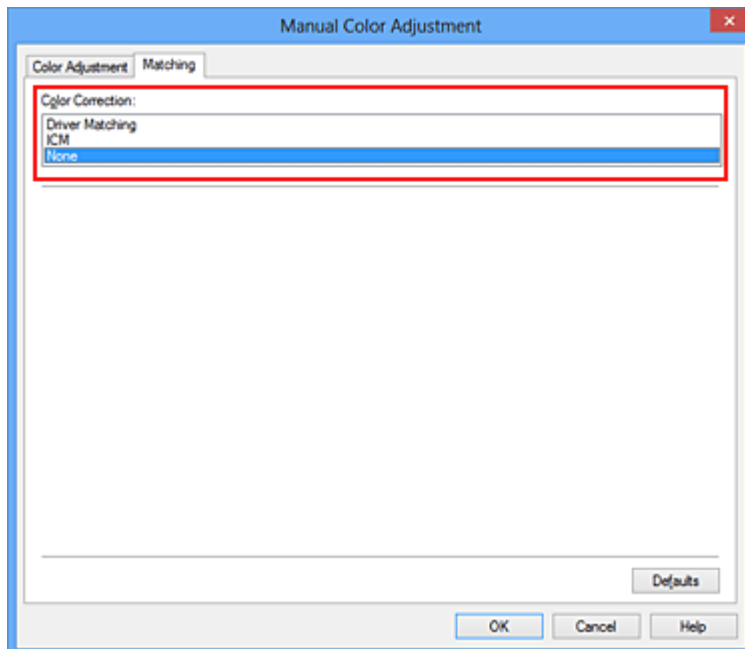 Manual Color Adjustment
Color Adjustment Matching
Color Correction:
Driver Matching
ICM
None
Defaults
OK Cancel Help